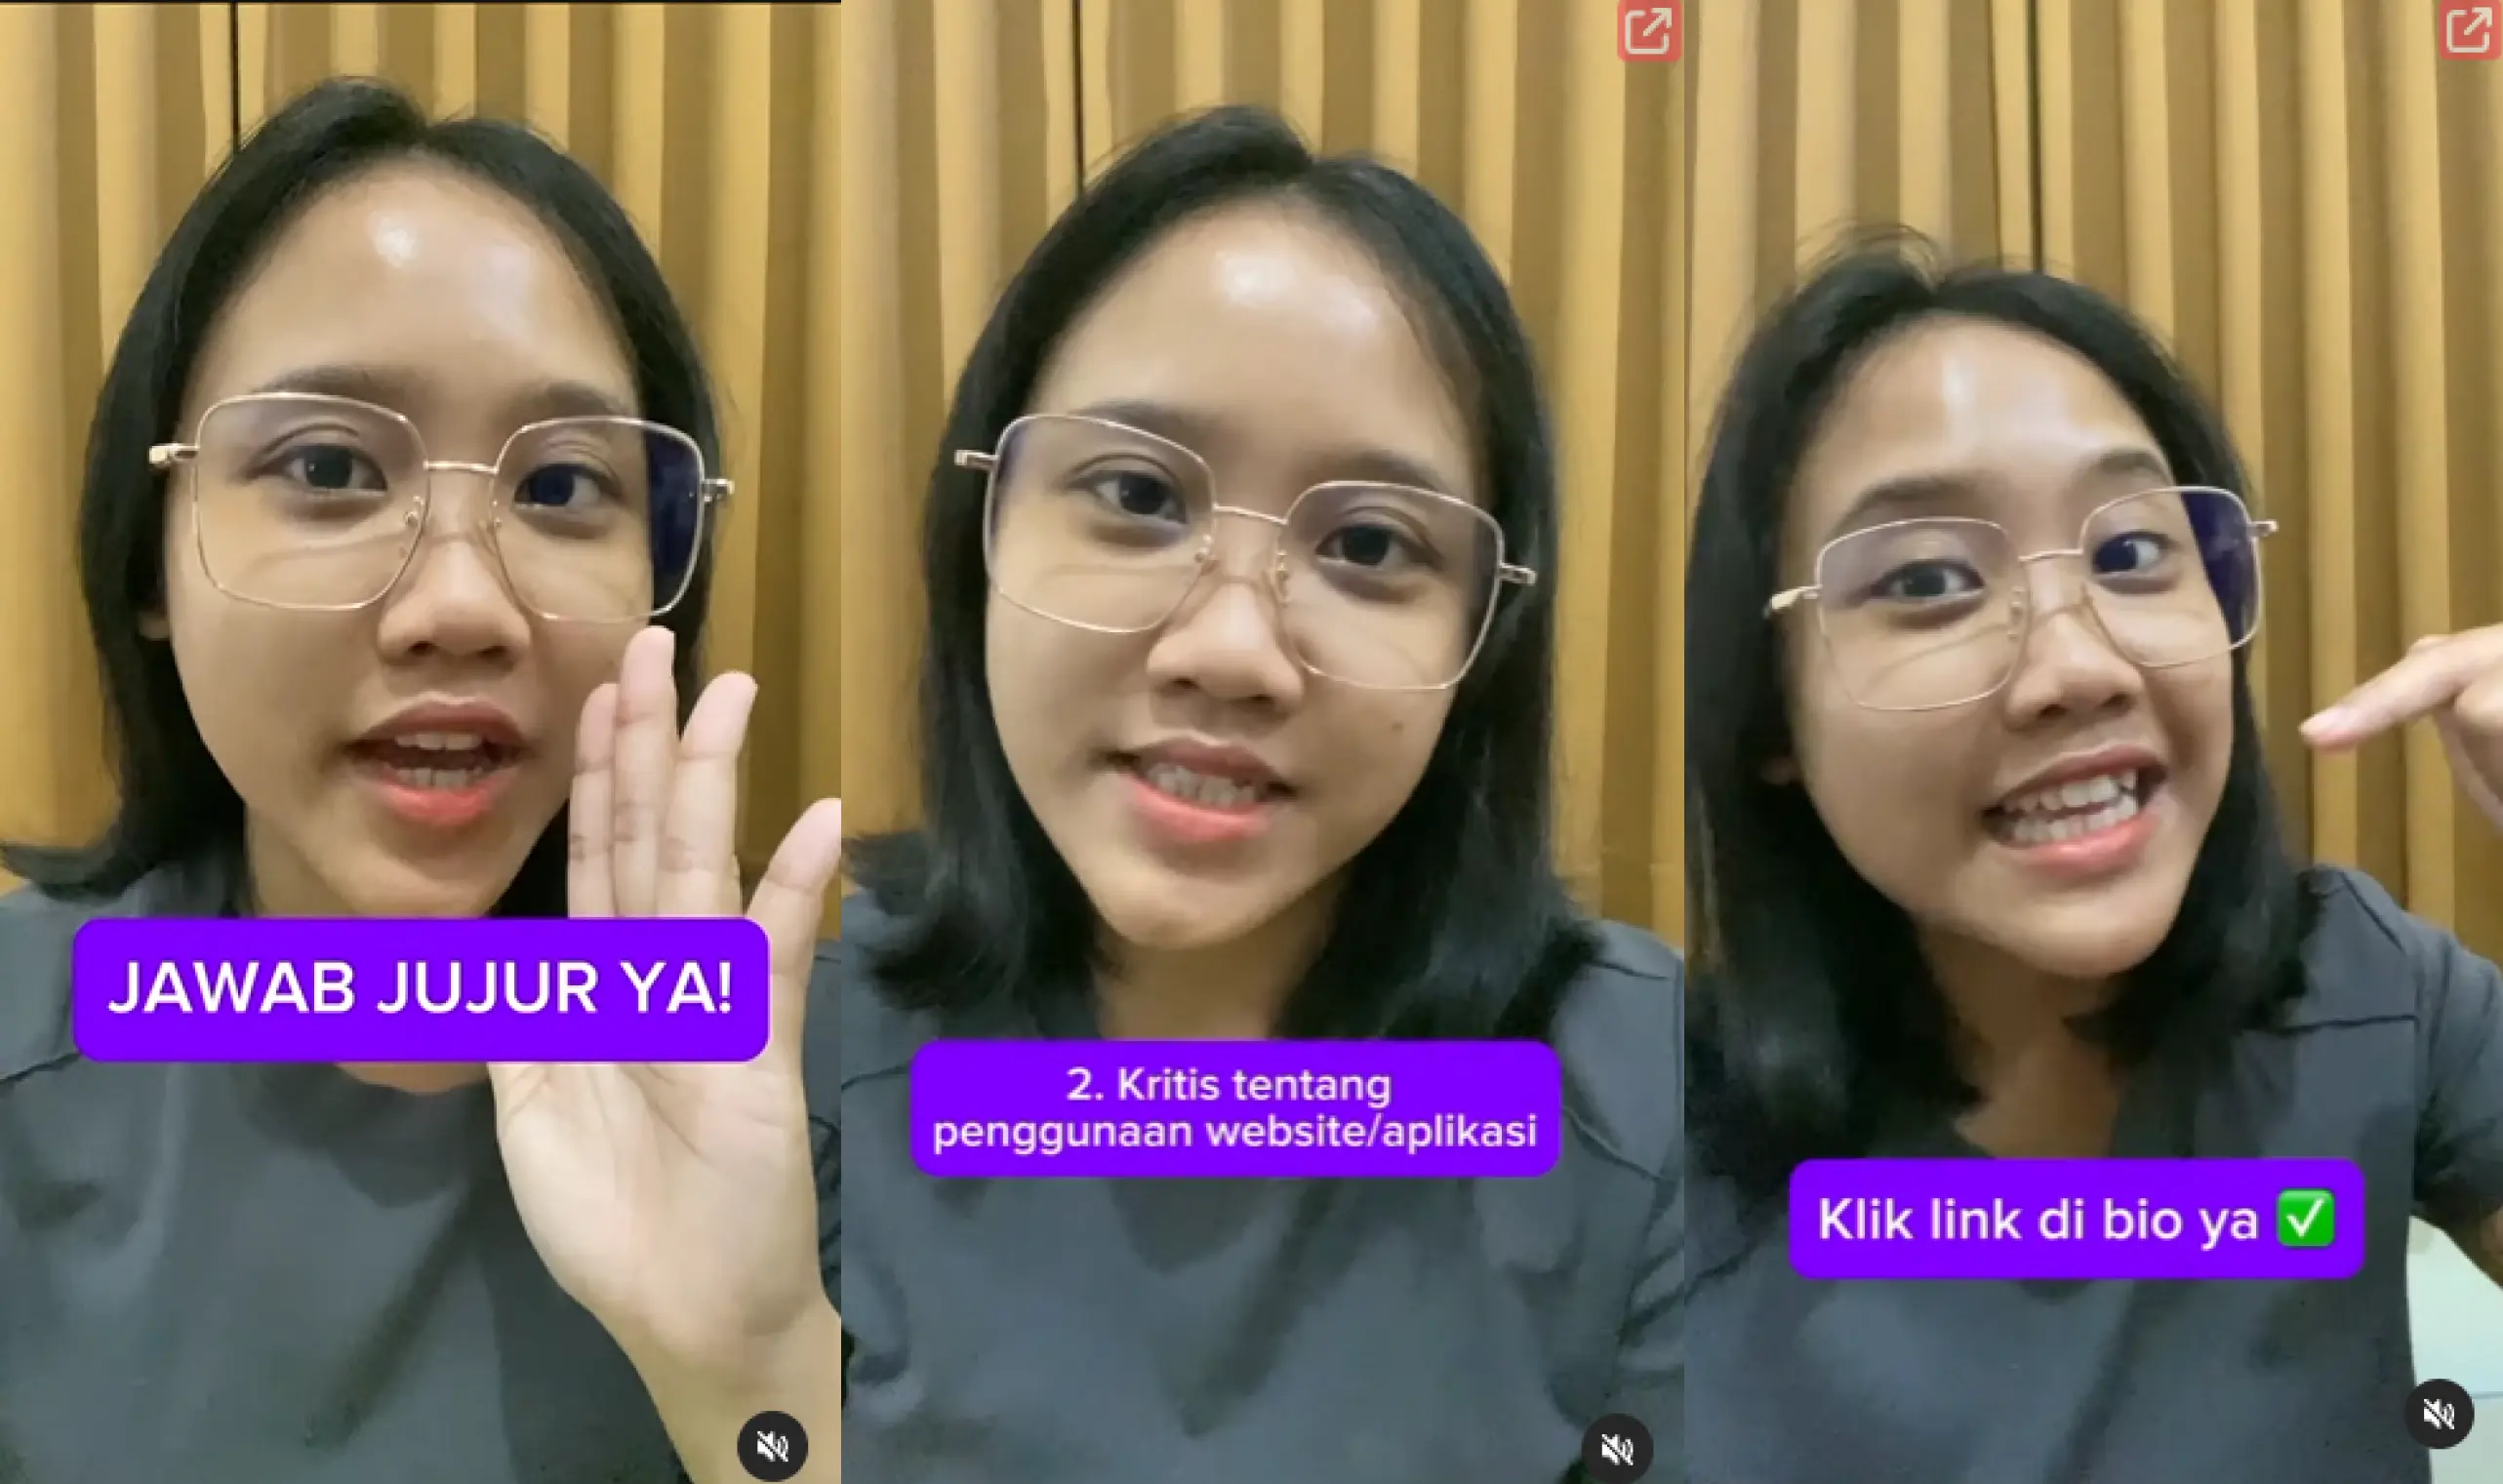 JAWAB JUJUR YA!
2. Kritis tentang
penggunaan website/aplikasi
Klik link di bio ya ✅